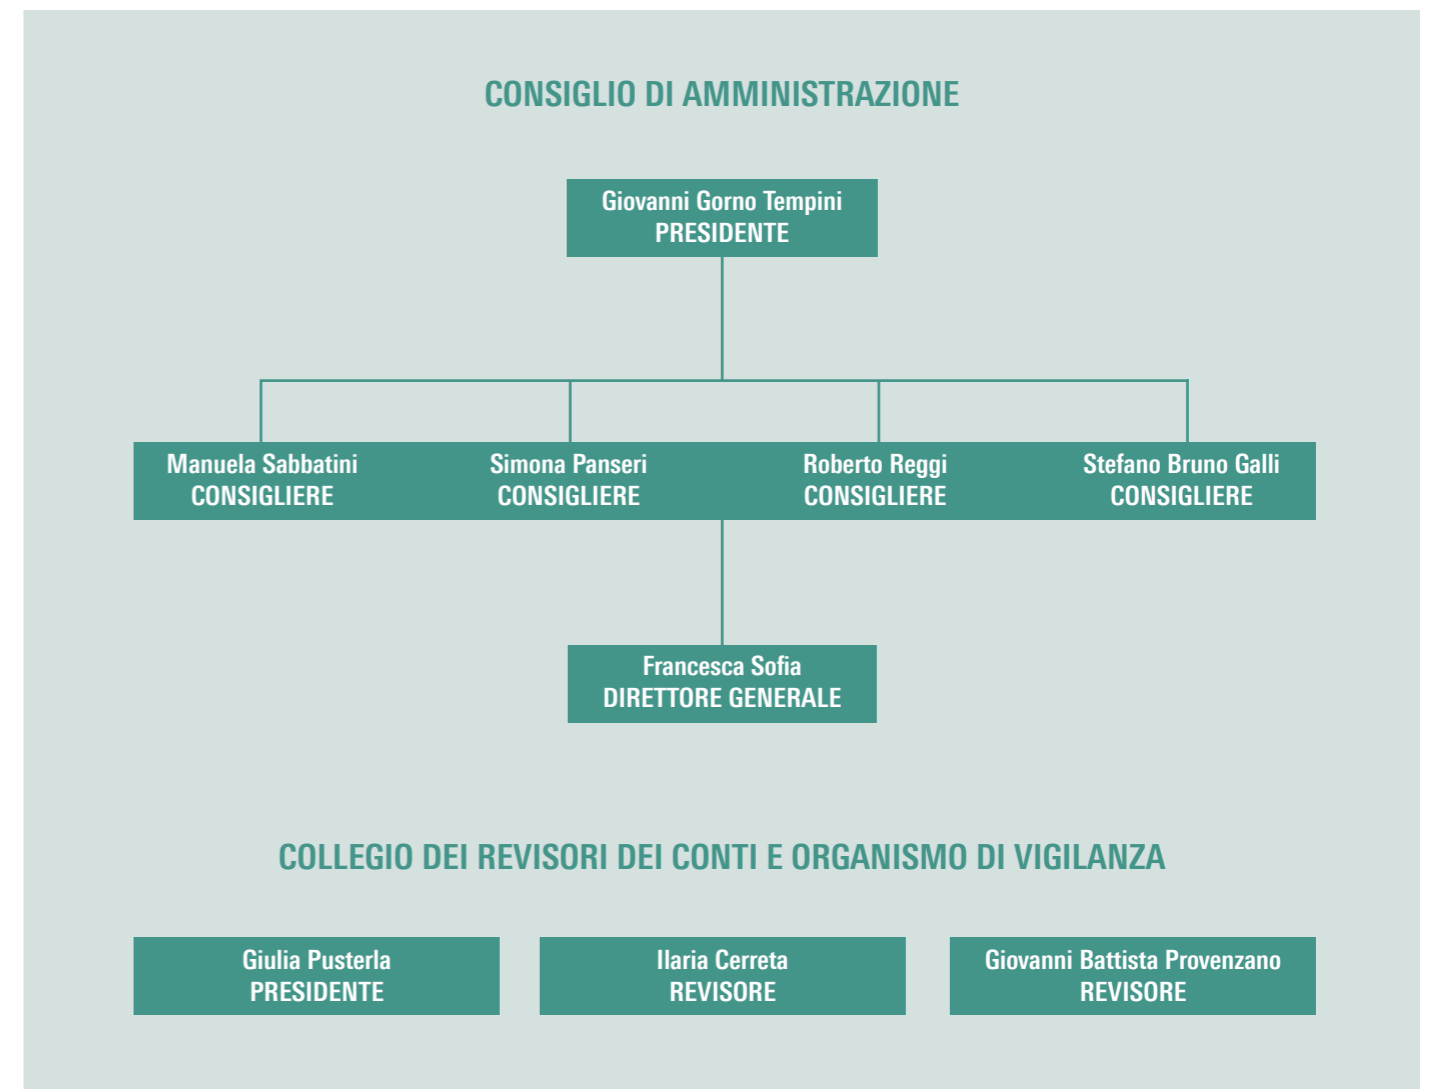 CONSIGLIO DI AMMINISTRAZIONE
Giovanni Gorno Tempini
PRESIDENTE
Manuela Sabbatini
CONSIGLIERE
Simona Panseri
CONSIGLIERE
Roberto Reggi
CONSIGLIERE
Stefano Bruno Galli
CONSIGLIERE
Francesca Sofia
DIRETTORE GENERALE
COLLEGIO DEI REVISORI DEI CONTI E ORGANISMO DI VIGILANZA
Giulia Pusterla
PRESIDENTE
Ilaria Cerreta
REVISORE
Giovanni Battista Provenzano
REVISORE